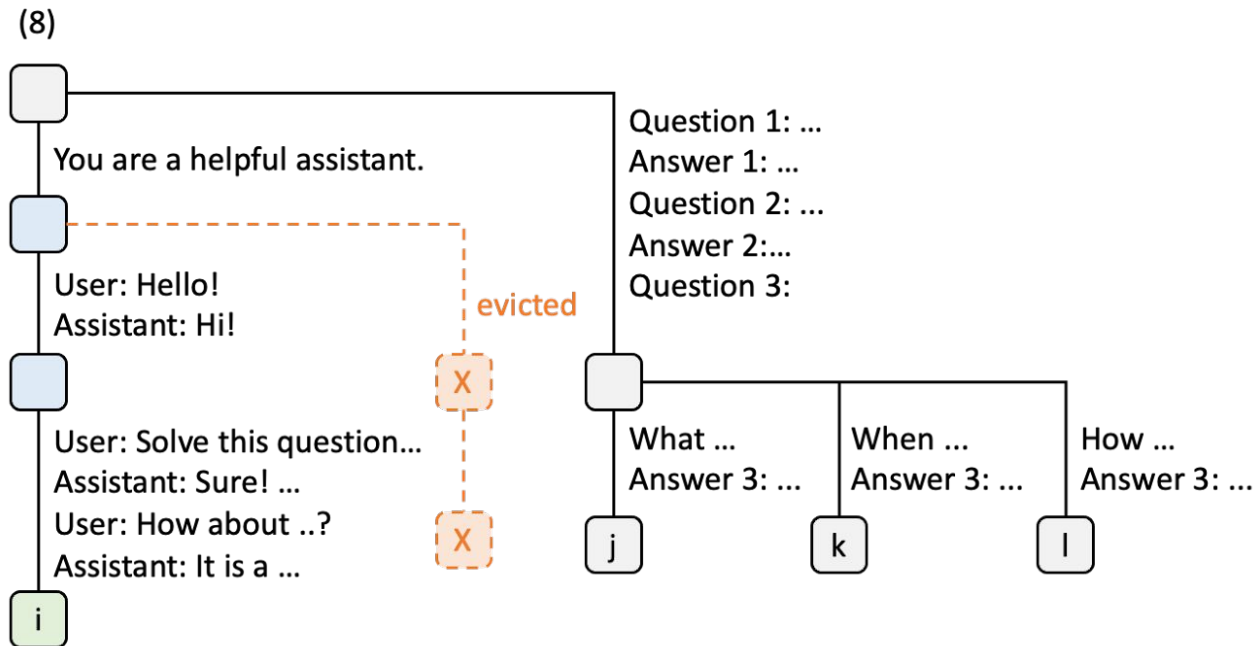 (8)
You are a helpful assistant.
Question 1: ...
Answer 1: ...
Question 2: ...
Answer 2:...
Question 3:
User: Hello!
Assistant: Hi!
evicted
X
User: Solve this question...
Assistant: Sure! ...
User: How about ..?
Assistant: It is a ...
X
What ...
Answer 3: ...
When ...
Answer 3: ...
How ...
Answer 3: ...
j
k
l
i